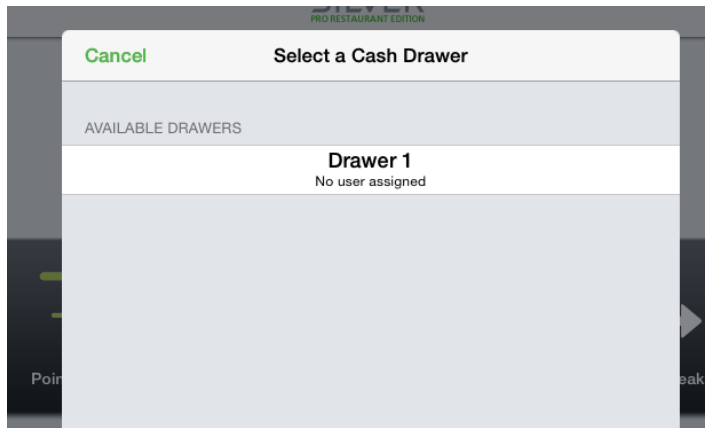 PRO RESTAURANT EDITION
Cancel
Select a Cash Drawer
AVAILABLE DRAWERS
Drawer 1
No user assigned